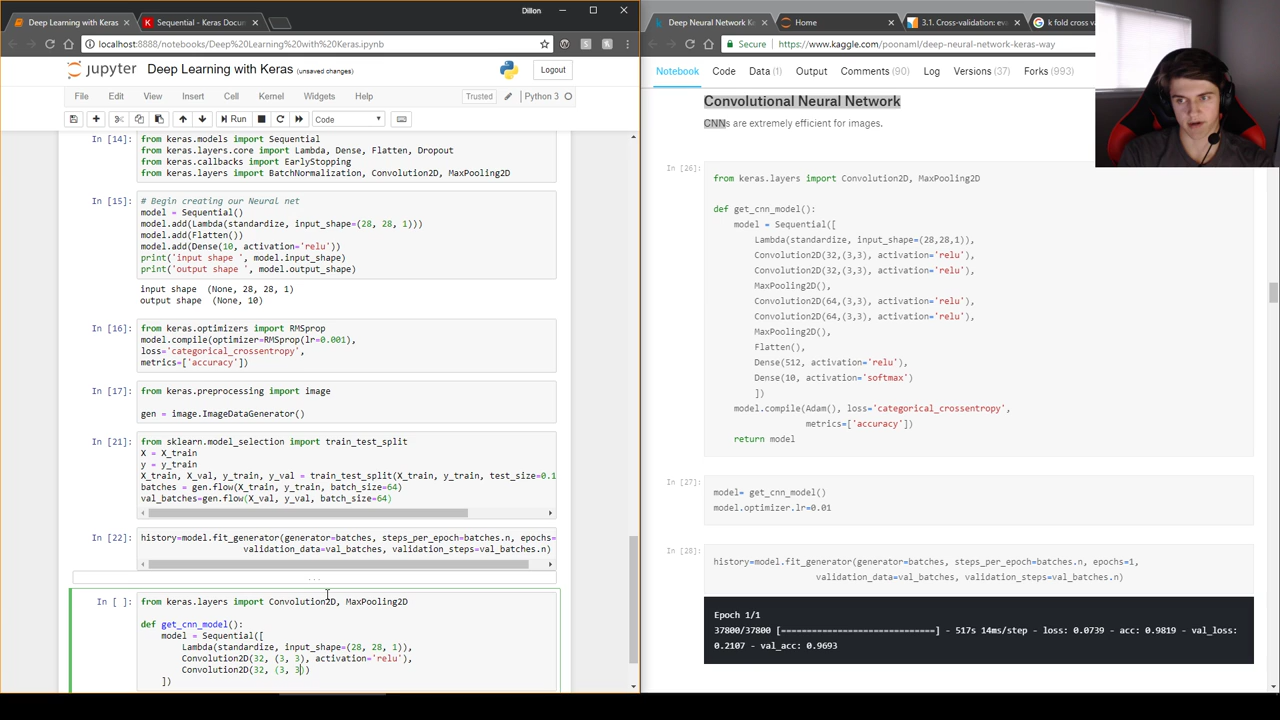 Deep Learning with Keras
Sequential - Keras Docum
Dillon
localhost:8888/notebooks/Deep%20Learning%20with%20Keras.ipynb
jupyter Deep Learning with Keras (unsaved changes)
Logout
File Edit View Insert Cell Kernel Widgets Help
Trusted
Python 3
Run
Code
In [14]:
from keras.models import Sequential
from keras.layers.core import Lambda, Dense, Flatten, Dropout
from keras.callbacks import EarlyStopping
from keras.layers import BatchNormalization, Convolution2D, MaxPooling2D
In [15]:
# Begin creating our Neural net
model = Sequential()
model.add(Lambda(standardize, input_shape=(28, 28, 1)))
model.add(Flatten())
model.add(Dense(10, activation='relu'))
print('input shape ', model.input_shape)
print('output shape ', model.output_shape)
input shape  (None, 28, 28, 1)
output shape  (None, 10)
In [16]:
from keras.optimizers import RMSprop
model.compile(optimizer=RMSprop(lr=0.001),
loss='categorical_crossentropy',
metrics=['accuracy'])
In [17]:
from keras.preprocessing import image
gen = image.ImageDataGenerator()
In [21]:
from sklearn.model_selection import train_test_split
X = X_train
y = y_train
X_train, X_val, y_train, y_val = train_test_split(X_train, y_train, test_size=0.1
batches = gen.flow(X_train, y_train, batch_size=64)
val_batches=gen.flow(X_val, y_val, batch_size=64)
In [22]:
history=model.fit_generator(generator=batches, steps_per_epoch=batches.n, epochs=
validation_data=val_batches, validation_steps=val_batches.n)
...
In [ ]:
from keras.layers import Convolution2D, MaxPooling2D
def get_cnn_model():
model = Sequential([
Lambda(standardize, input_shape=(28, 28, 1)),
Convolution2D(32, (3, 3), activation='relu'),
Convolution2D(32, (3, 3))
])
Deep Neural Network K
Home
3.1. Cross-validation: ev
k fold cross va
Secure
https://www.kaggle.com/poonaml/deep-neural-network-keras-way
Notebook Code Data (1) Output Comments (90) Log Versions (37) Forks (993)
Convolutional Neural Network
CNNs are extremely efficient for images.
In [26]:
from keras.layers import Convolution2D, MaxPooling2D
def get_cnn_model():
model = Sequential([
Lambda(standardize, input_shape=(28,28,1)),
Convolution2D(32,(3,3), activation='relu'),
Convolution2D(32,(3,3), activation='relu'),
MaxPooling2D(),
Convolution2D(64,(3,3), activation='relu'),
Convolution2D(64,(3,3), activation='relu'),
MaxPooling2D(),
Flatten(),
Dense(512, activation='relu'),
Dense(10, activation='softmax')
])
model.compile(Adam(), loss='categorical_crossentropy',
metrics=['accuracy'])
return model
In [27]:
model= get_cnn_model()
model.optimizer.lr=0.01
In [28]:
history=model.fit_generator(generator=batches, steps_per_epoch=batches.n, epochs=1,
validation_data=val_batches, validation_steps=val_batches.n)
Epoch 1/1
37800/37800 [==============================] - 517s 14ms/step - loss: 0.0739 - acc: 0.9819 - val_loss:
0.2107 - val_acc: 0.9693